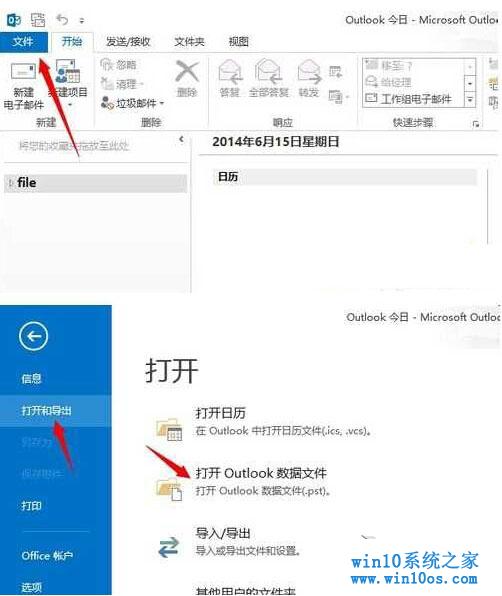 Outlook 今日 - Microsoft Outlook
文件 开始 发送/接收 文件夹 视图
新建
电子邮件
新建项目
忽略
清理
垃圾邮件
删除
答复 全部答复 转发
移至: ?
给经理
工作组电子邮件
新建 删除 响应 快速步骤
将您的收藏夹拖放至此处
2014年6月15日星期日
file
日历
Outlook 今日 - Microsoft Outloo
信息
打开和导出
另存为
保存附件
打印
Office 帐户
选项
打开
打开日历
在 Outlook 中打开日历文件(.ics, .vcs)。
打开 Outlook 数据文件
打开 Outlook 数据文件(.pst)。
导入/导出
导入或导出文件和设置。
其他用户的文件夹
win10系统之家
www.win10os.com